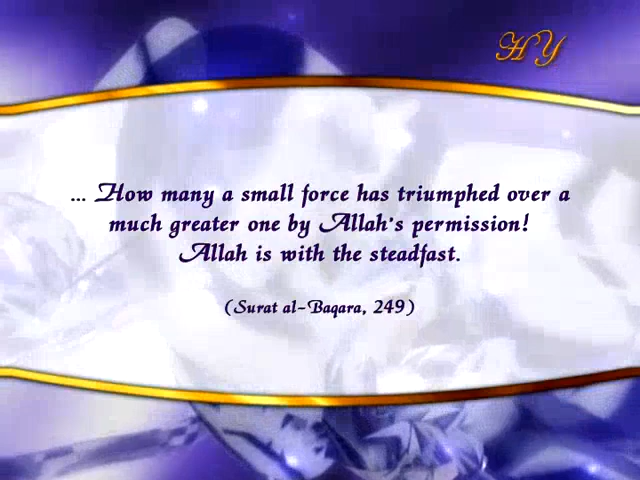 HY
... How many a small force has triumphed over a
much greater one by Allah's permission!
Allah is with the steadfast.
(Surat al-Baqara, 249)